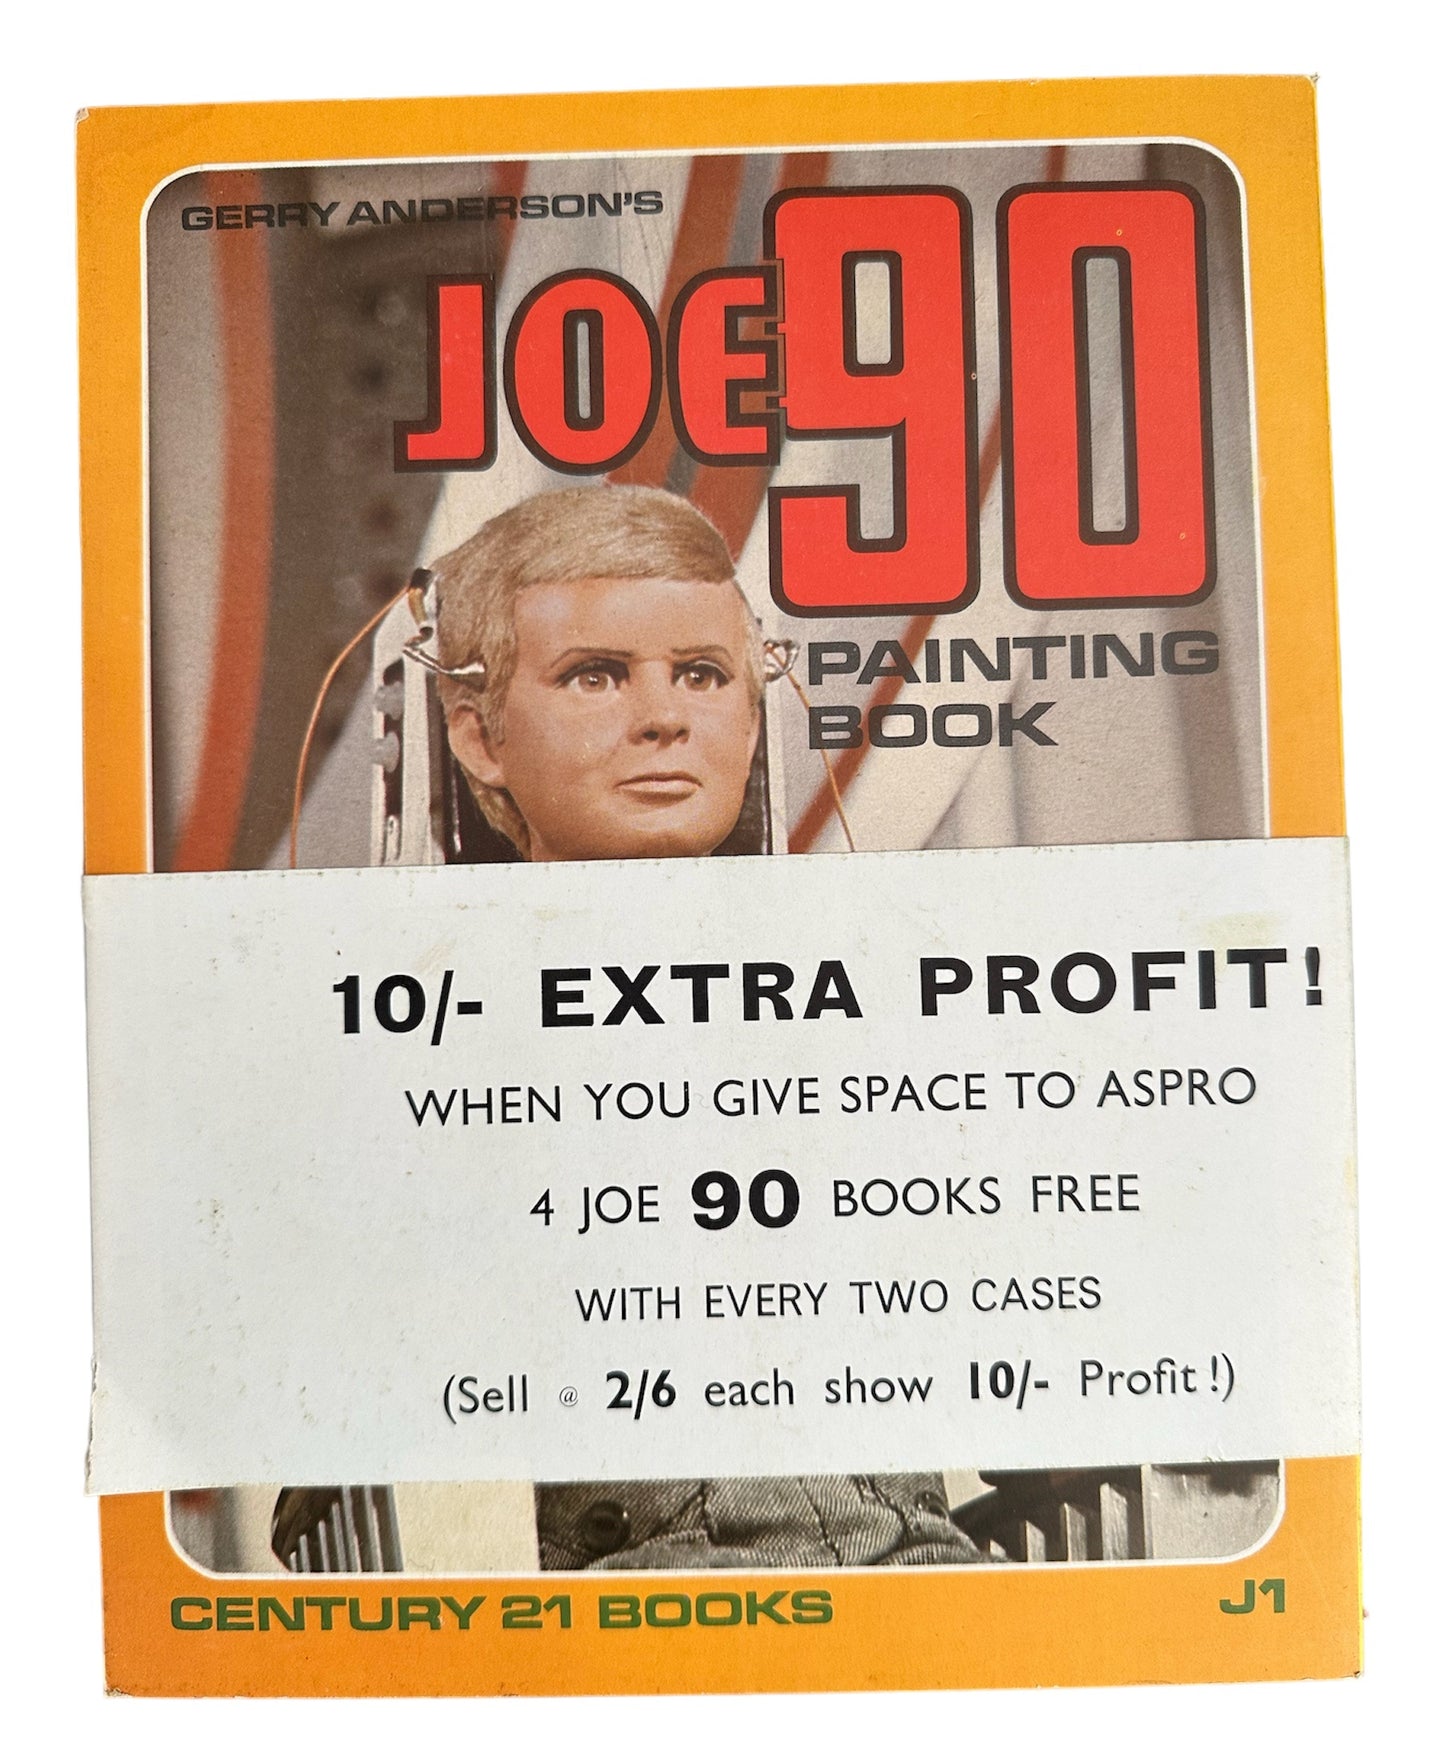 GERRY ANDERSON'S
JOE 90
PAINTING
BOOK
10/- EXTRA PROFIT!
WHEN YOU GIVE SPACE TO ASPRO
4 JOE 90 BOOKS FREE
WITH EVERY TWO CASES
(Sell @ 2/6 each show 10/- Profit!)
CENTURY 21 BOOKS J1